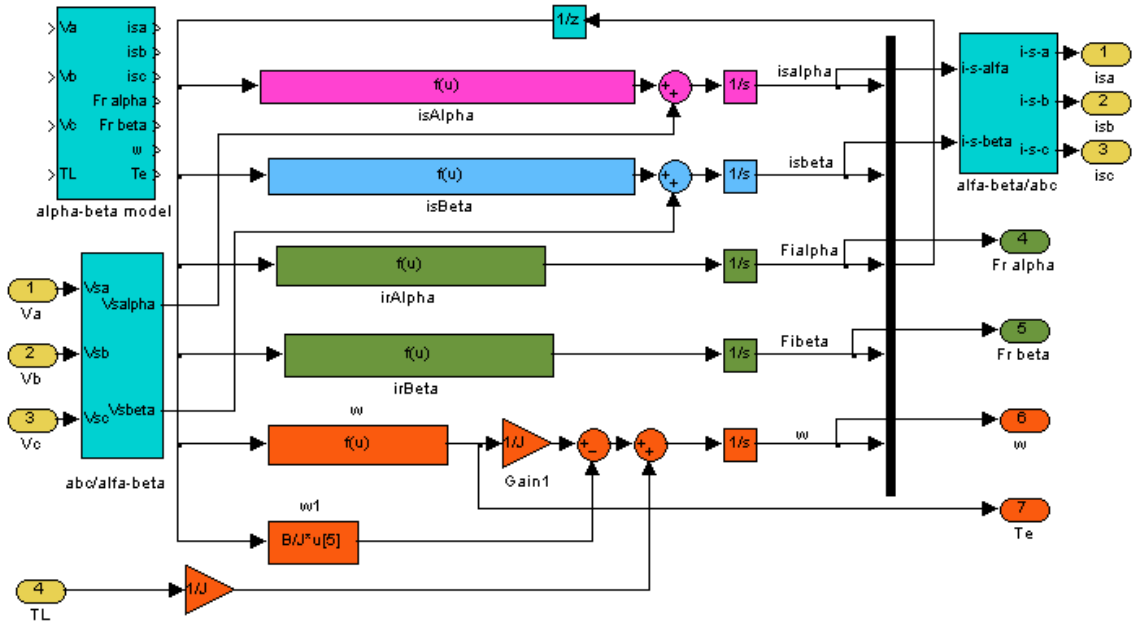 Va
isa
isb
Vb
isc
Fr alpha
Vc
Fr beta
w
TL
Te
alpha-beta model
1/z
f(u)
isAlpha
+
+
1/s
isalpha
f(u)
isBeta
+
+
1/s
isbeta
f(u)
irAlpha
1/s
Fialpha
f(u)
irBeta
1/s
Fibeta
w
f(u)
1/J
Gain1
+
−
+
+
1/s
w
w1
B/J*u[5]
1
Va
2
Vb
3
Vc
Vsa
Vsalpha
Vsb
Vsbeta
Vsc
abc/alfa-beta
4
TL
1/J
i-s-alfa
i-s-a
i-s-b
i-s-beta
i-s-c
alfa-beta/abc
1
isa
2
isb
3
isc
4
Fr alpha
5
Fr beta
6
w
7
Te